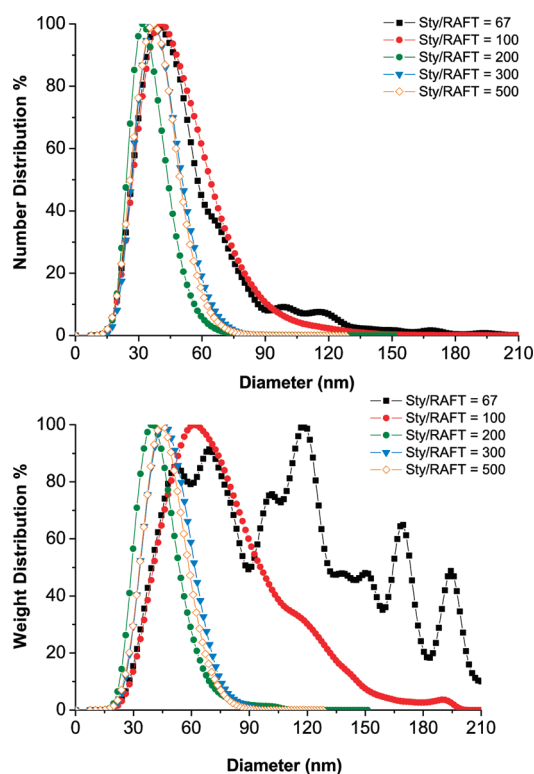 100
80
60
40
20
0
Number Distribution %
Sty/RAFT = 67
Sty/RAFT = 100
Sty/RAFT = 200
Sty/RAFT = 300
Sty/RAFT = 500
0 30 60 90 120 150 180 210
Diameter (nm)
100
80
60
40
20
0
Weight Distribution %
Sty/RAFT = 67
Sty/RAFT = 100
Sty/RAFT = 200
Sty/RAFT = 300
Sty/RAFT = 500
0 30 60 90 120 150 180 210
Diameter (nm)